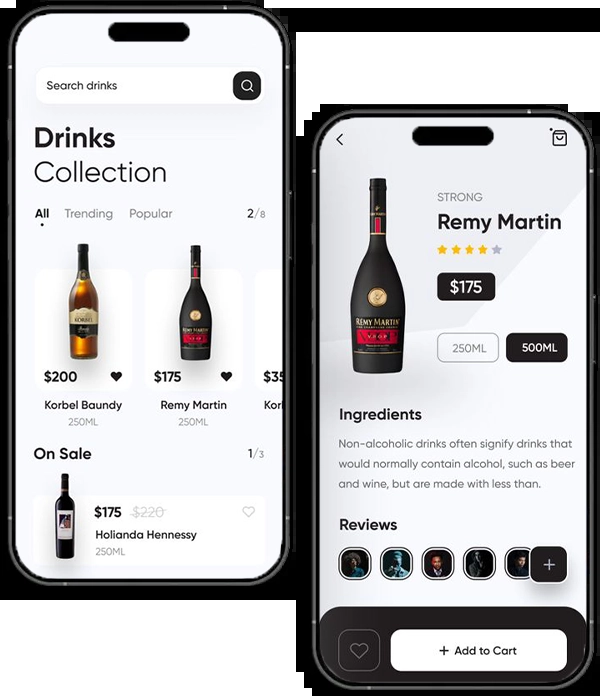 Search drinks
Drinks
Collection
All Trending Popular 2/8
KORBEL
$200
$175
$35
Korbel Baundy
Remy Martin
Korl
250ML
250ML
On Sale 1/3
$175 $220
Holianda Hennessy
250ML
STRONG
Remy Martin
$175
250ML 500ML
REMY MARTIN
V.S.O.P
Ingredients
Non-alcoholic drinks often signify drinks that
would normally contain alcohol, such as beer
and wine, but are made with less than.
Reviews
+
+ Add to Cart